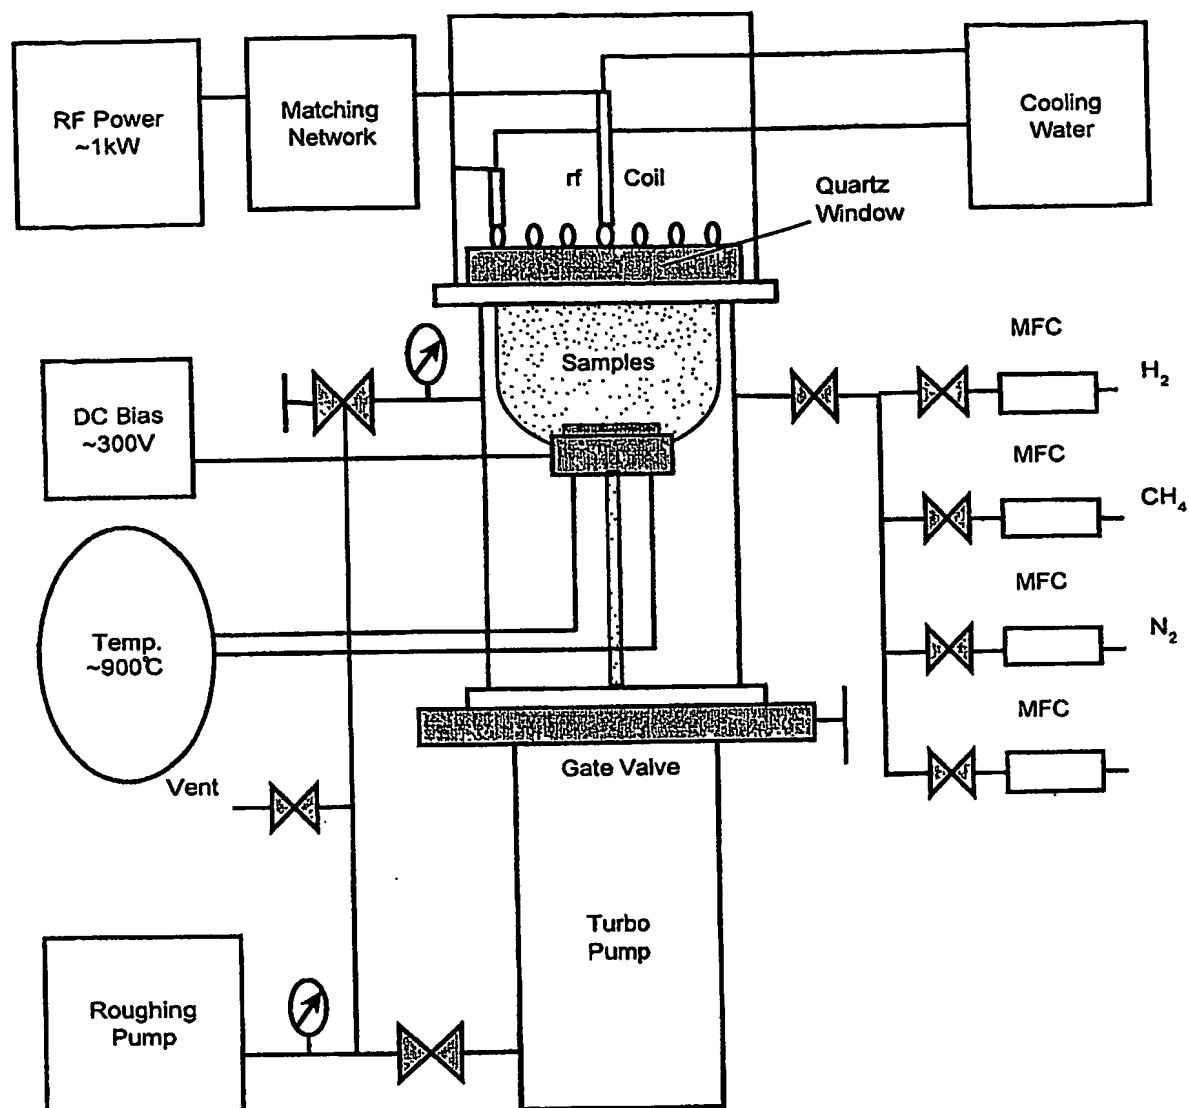 RF Power
~1kW
Matching
Network
Cooling
Water
rf Coil
Quartz
Window
MFC
H₂
Samples
DC Bias
~300V
MFC
CH₄
MFC
N₂
Temp.
~900℃
MFC
Gate Valve
Vent
Turbo
Pump
Roughing
Pump